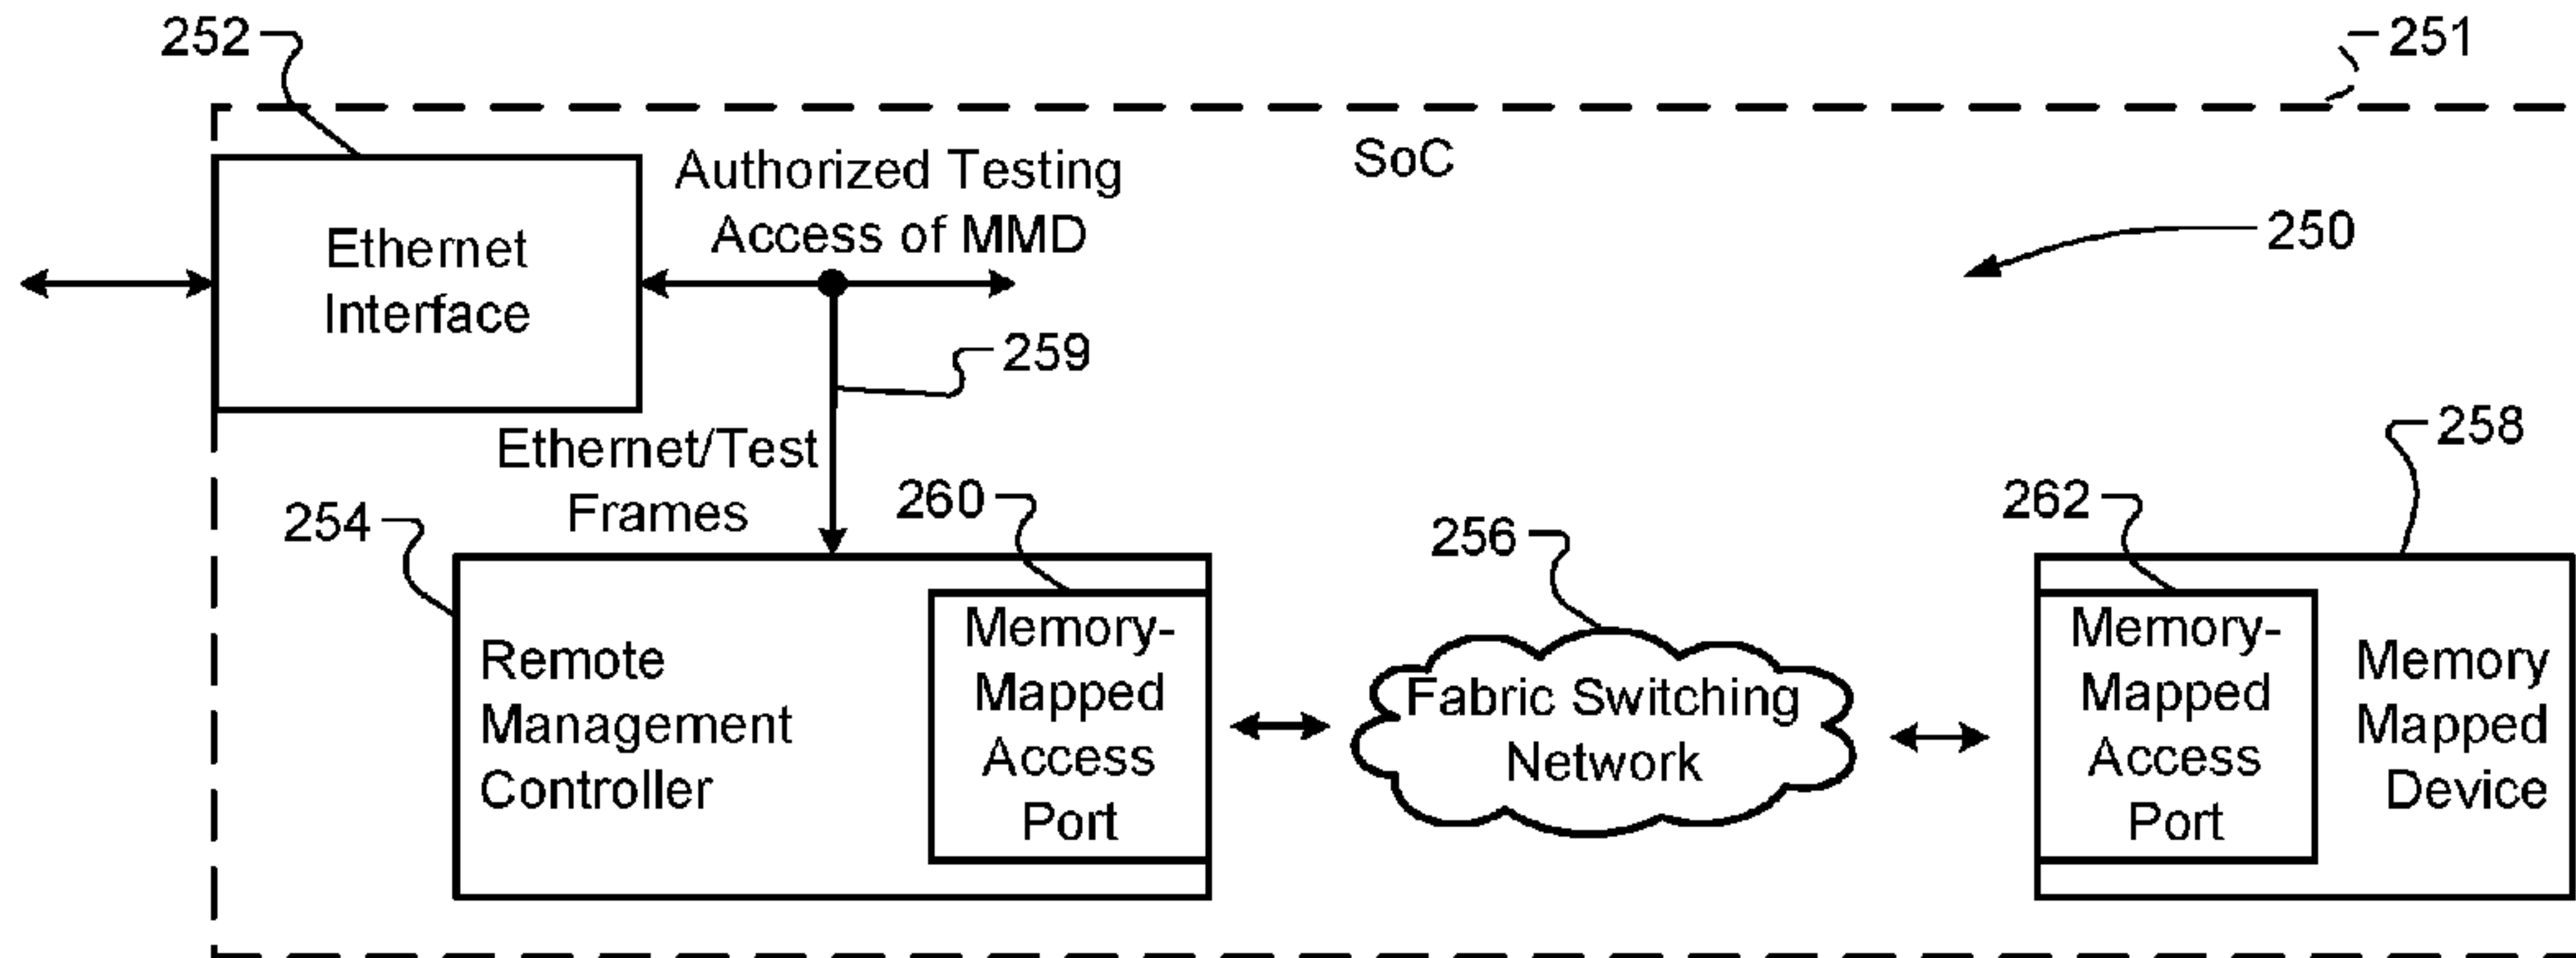 252
251
SoC
Authorized Testing
Access of MMD
250
Ethernet
Interface
259
Ethernet/Test
Frames
258
254
260
256
262
Remote
Management
Controller
Memory-
Mapped
Access
Port
Fabric Switching
Network
Memory-
Mapped
Access
Port
Memory
Mapped
Device